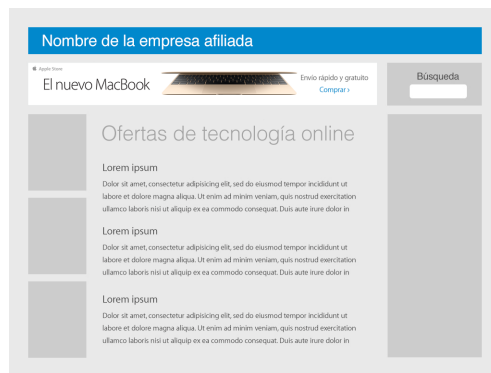 Nombre de la empresa afiliada
Apple Store
El nuevo MacBook
Envío rápido y gratuito
Comprar ›
Búsqueda
Ofertas de tecnología online
Lorem ipsum
Dolor sit amet, consectetur adipisicing elit, sed do eiusmod tempor incididunt ut
labore et dolore magna aliqua. Ut enim ad minim veniam, quis nostrud exercitation
ullamco laboris nisi ut aliquip ex ea commodo consequat. Duis aute irure dolor in
Lorem ipsum
Dolor sit amet, consectetur adipisicing elit, sed do eiusmod tempor incididunt ut
labore et dolore magna aliqua. Ut enim ad minim veniam, quis nostrud exercitation
ullamco laboris nisi ut aliquip ex ea commodo consequat. Duis aute irure dolor in
Lorem ipsum
Dolor sit amet, consectetur adipisicing elit, sed do eiusmod tempor incididunt ut
labore et dolore magna aliqua. Ut enim ad minim veniam, quis nostrud exercitation
ullamco laboris nisi ut aliquip ex ea commodo consequat. Duis aute irure dolor in